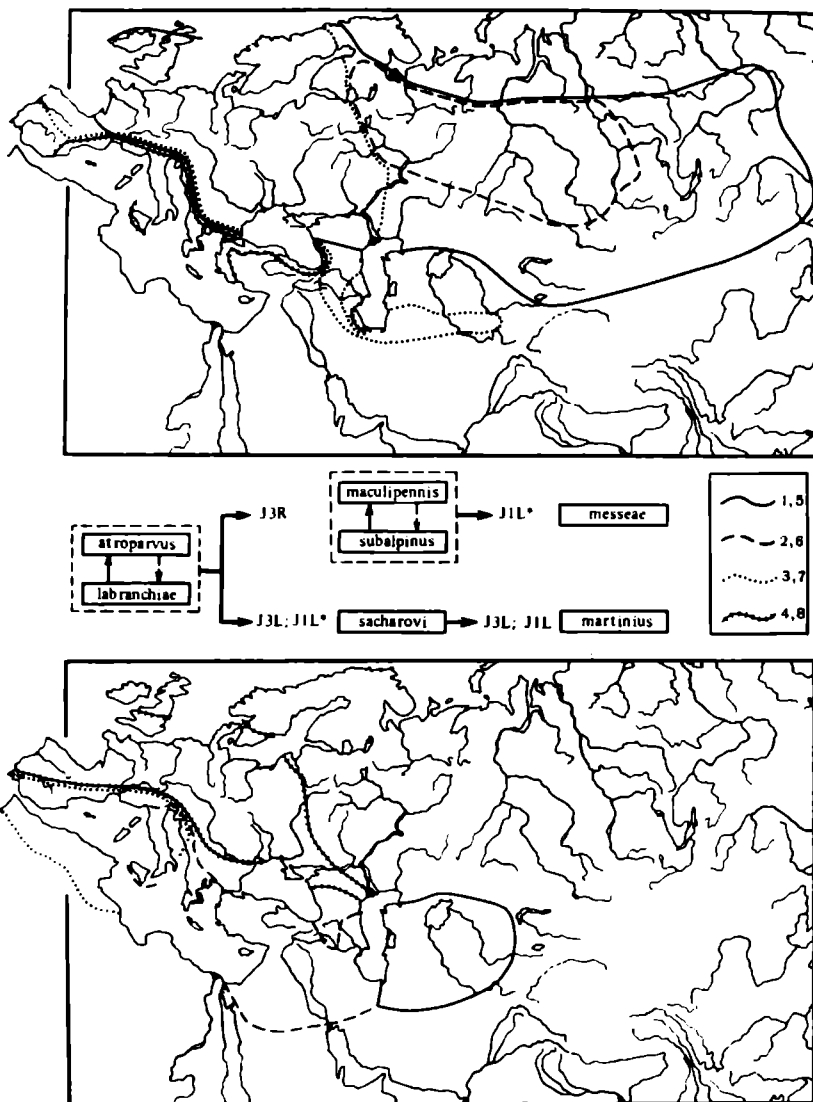 J3R
maculipennis
subalpinus
J1L*
messeae
atroparvus
labranchiae
J3L; J1L*
sacharovi
J3L; J1L
martinius
1,5
2,6
3,7
4,8